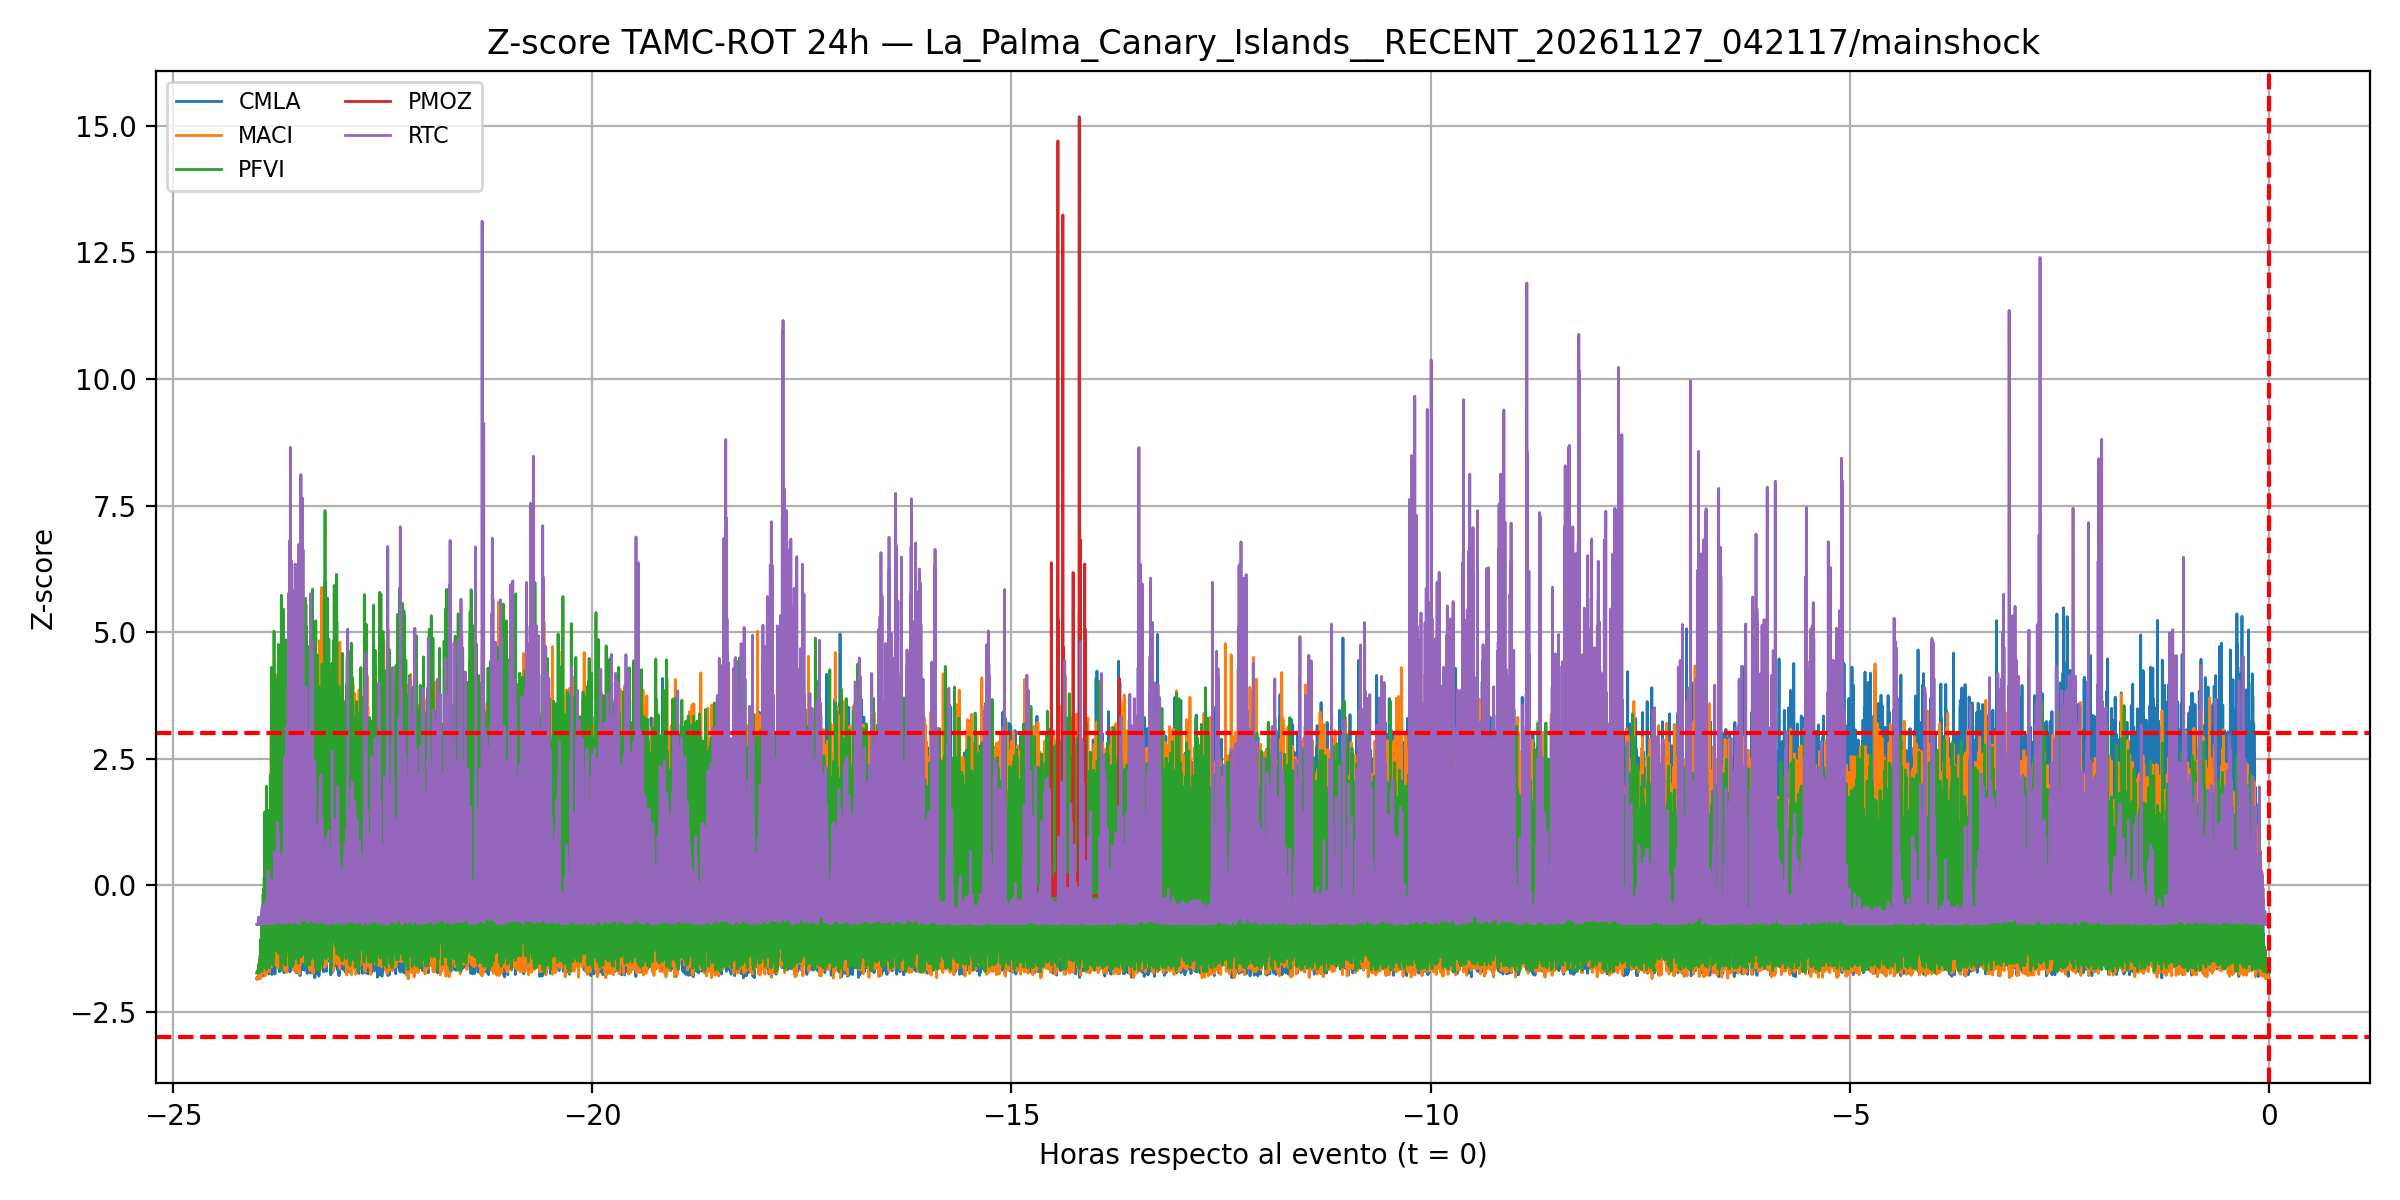 Z-score TAMC-ROT 24h — La_Palma_Canary_Islands__RECENT_20261127_042117/mainshock
CMLA
MACI
PFVI
PMOZ
RTC
15.0
12.5
10.0
7.5
5.0
2.5
0.0
−2.5
Z-score
−25
−20
−15
−10
−5
0
Horas respecto al evento (t = 0)